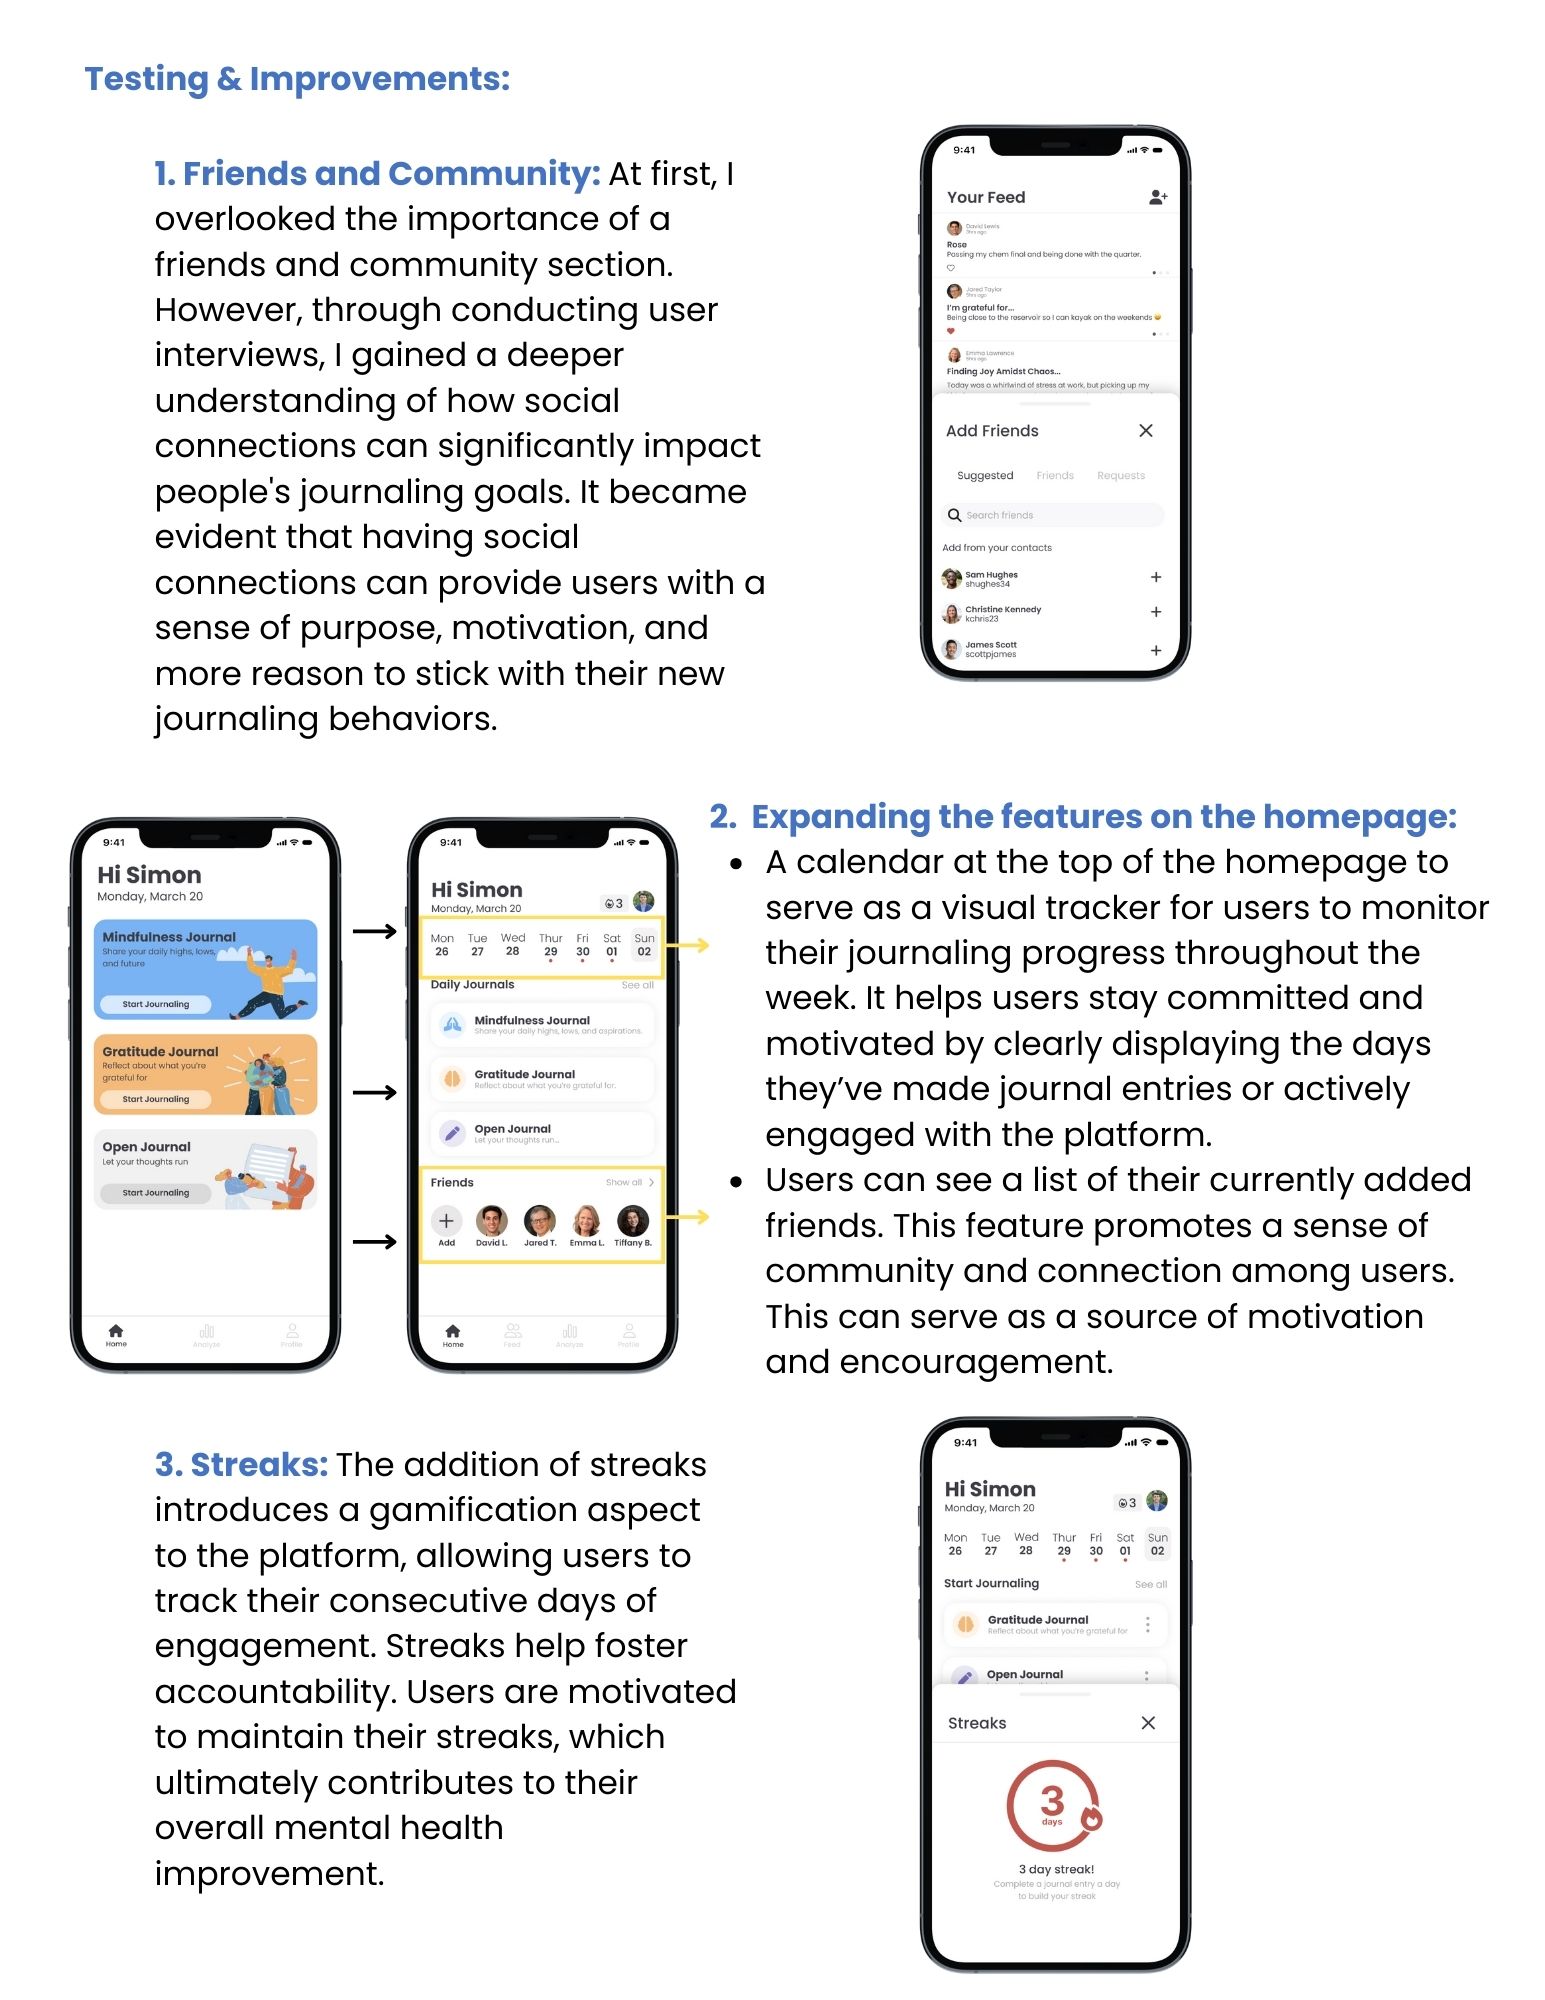 Testing & Improvements:
1. Friends and Community: At first, I
overlooked the importance of a
friends and community section.
However, through conducting user
interviews, I gained a deeper
understanding of how social
connections can significantly impact
people's journaling goals. It became
evident that having social
connections can provide users with a
sense of purpose, motivation, and
more reason to stick with their new
journaling behaviors.
9:41
Your Feed
David Lewis
3hrs ago
Rose
Passing my chem final and being done with the quarter.
Jared Taylor
5hrs ago
I'm grateful for...
Being close to the reservoir so I can kayak on the weekends 😄
Emma Lawrence
6hrs ago
Finding Joy Amidst Chaos...
Today was a whirlwind of stress at work, but picking up my
Add Friends
Suggested Friends Requests
Search friends
Add from your contacts
Sam Hughes
shughes34
Christine Kennedy
kchris23
James Scott
scottpjames
9:41
Hi Simon
Monday, March 20
Mindfulness Journal
Share your daily highs, lows,
and future
Start Journaling
Gratitude Journal
Reflect about what you're
grateful for
Start Journaling
Open Journal
Let your thoughts run
Start Journaling
Home Analyze Profile
9:41
Hi Simon
Monday, March 20
3
Mon Tue Wed Thur Fri Sat Sun
26 27 28 29 30 01 02
Daily Journals See all
Mindfulness Journal
Share your daily highs, lows, and aspirations.
Gratitude Journal
Reflect about what you're grateful for.
Open Journal
Let your thoughts run...
Friends Show all
Add David L. Jared T. Emma L. Tiffany B.
Home Feed Analyze Profile
2. Expanding the features on the homepage:
• A calendar at the top of the homepage to
serve as a visual tracker for users to monitor
their journaling progress throughout the
week. It helps users stay committed and
motivated by clearly displaying the days
they’ve made journal entries or actively
engaged with the platform.
• Users can see a list of their currently added
friends. This feature promotes a sense of
community and connection among users.
This can serve as a source of motivation
and encouragement.
3. Streaks: The addition of streaks
introduces a gamification aspect
to the platform, allowing users to
track their consecutive days of
engagement. Streaks help foster
accountability. Users are motivated
to maintain their streaks, which
ultimately contributes to their
overall mental health
improvement.
9:41
Hi Simon
Monday, March 20
3
Mon Tue Wed Thur Fri Sat Sun
26 27 28 29 30 01 02
Start Journaling See all
Gratitude Journal
Reflect about what you're grateful for
Open Journal
Streaks
3
days
3 day streak!
Complete a journal entry a day
to build your streak